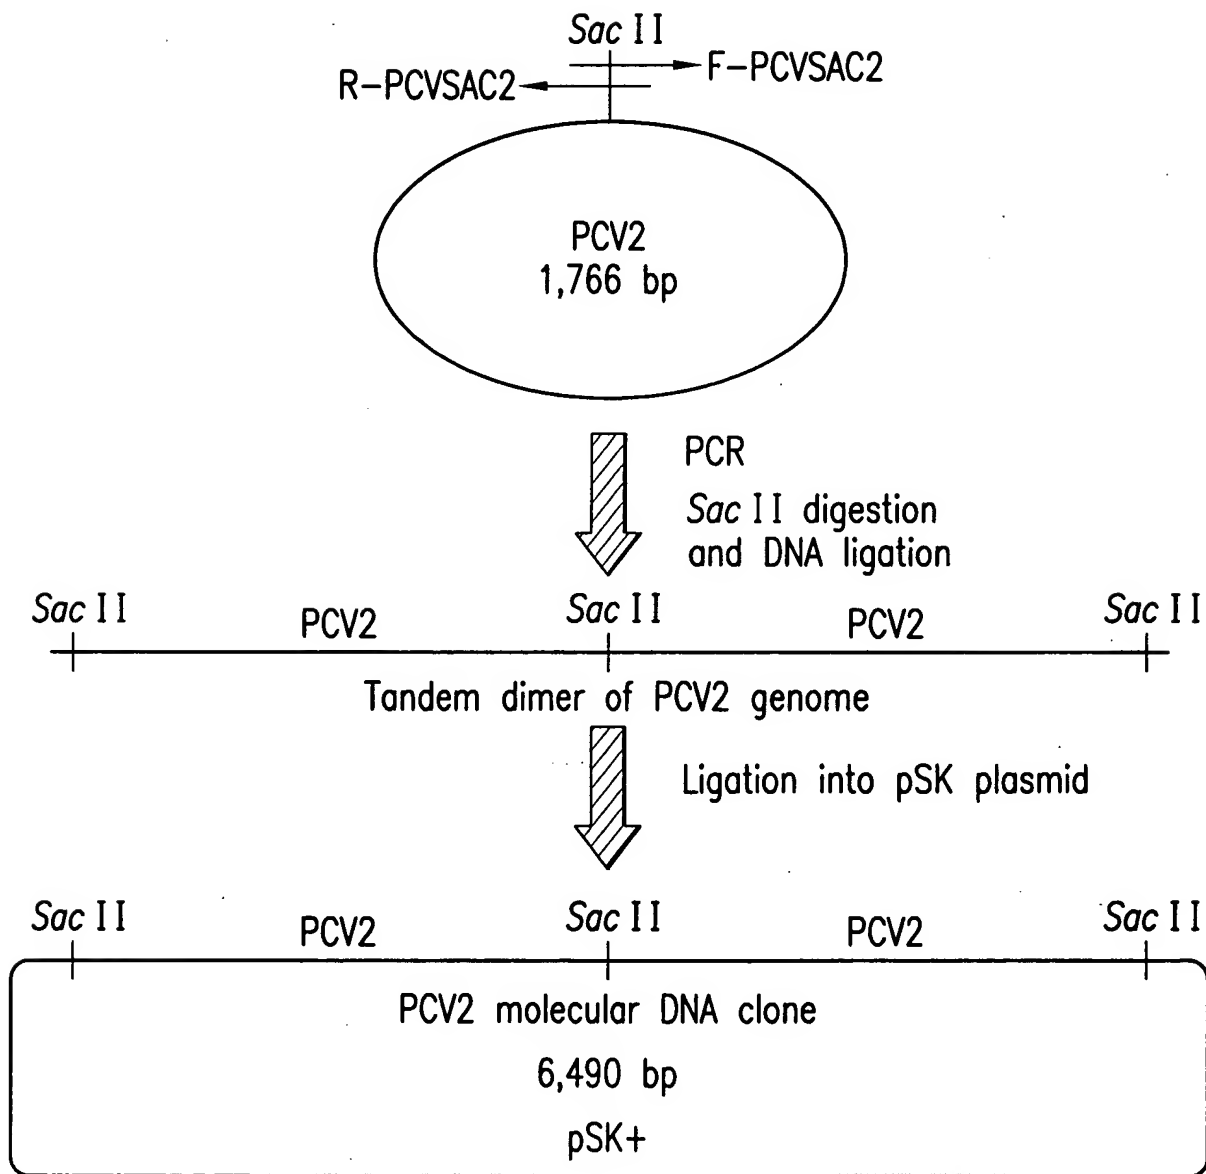 Sac II
F-PCVSAC2
R-PCVSAC2
PCV2
1,766 bp
PCR
Sac II digestion
and DNA ligation
Sac II PCV2 Sac II PCV2 Sac II
Tandem dimer of PCV2 genome
Ligation into pSK plasmid
Sac II PCV2 Sac II PCV2 Sac II
PCV2 molecular DNA clone
6,490 bp
pSK+